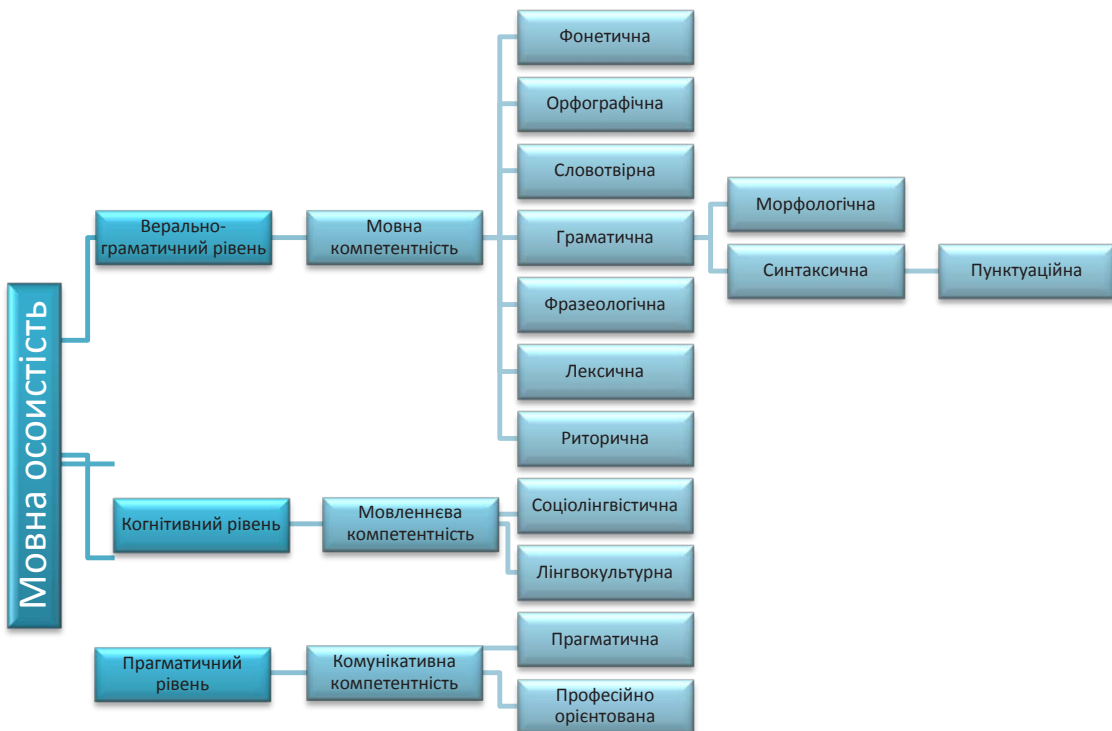 Мовна осоистість
Верально-
граматичний рівень
Мовна
компетентність
Фонетична
Орфографічна
Словотвірна
Граматична
Морфологічна
Синтаксична
Пунктуаційна
Фразеологічна
Лексична
Риторична
Когнітивний рівень
Мовленнєва
компетентність
Соціолінгвістична
Лінгвокультурна
Прагматичний
рівень
Комунікативна
компетентність
Прагматична
Професійно
орієнтована